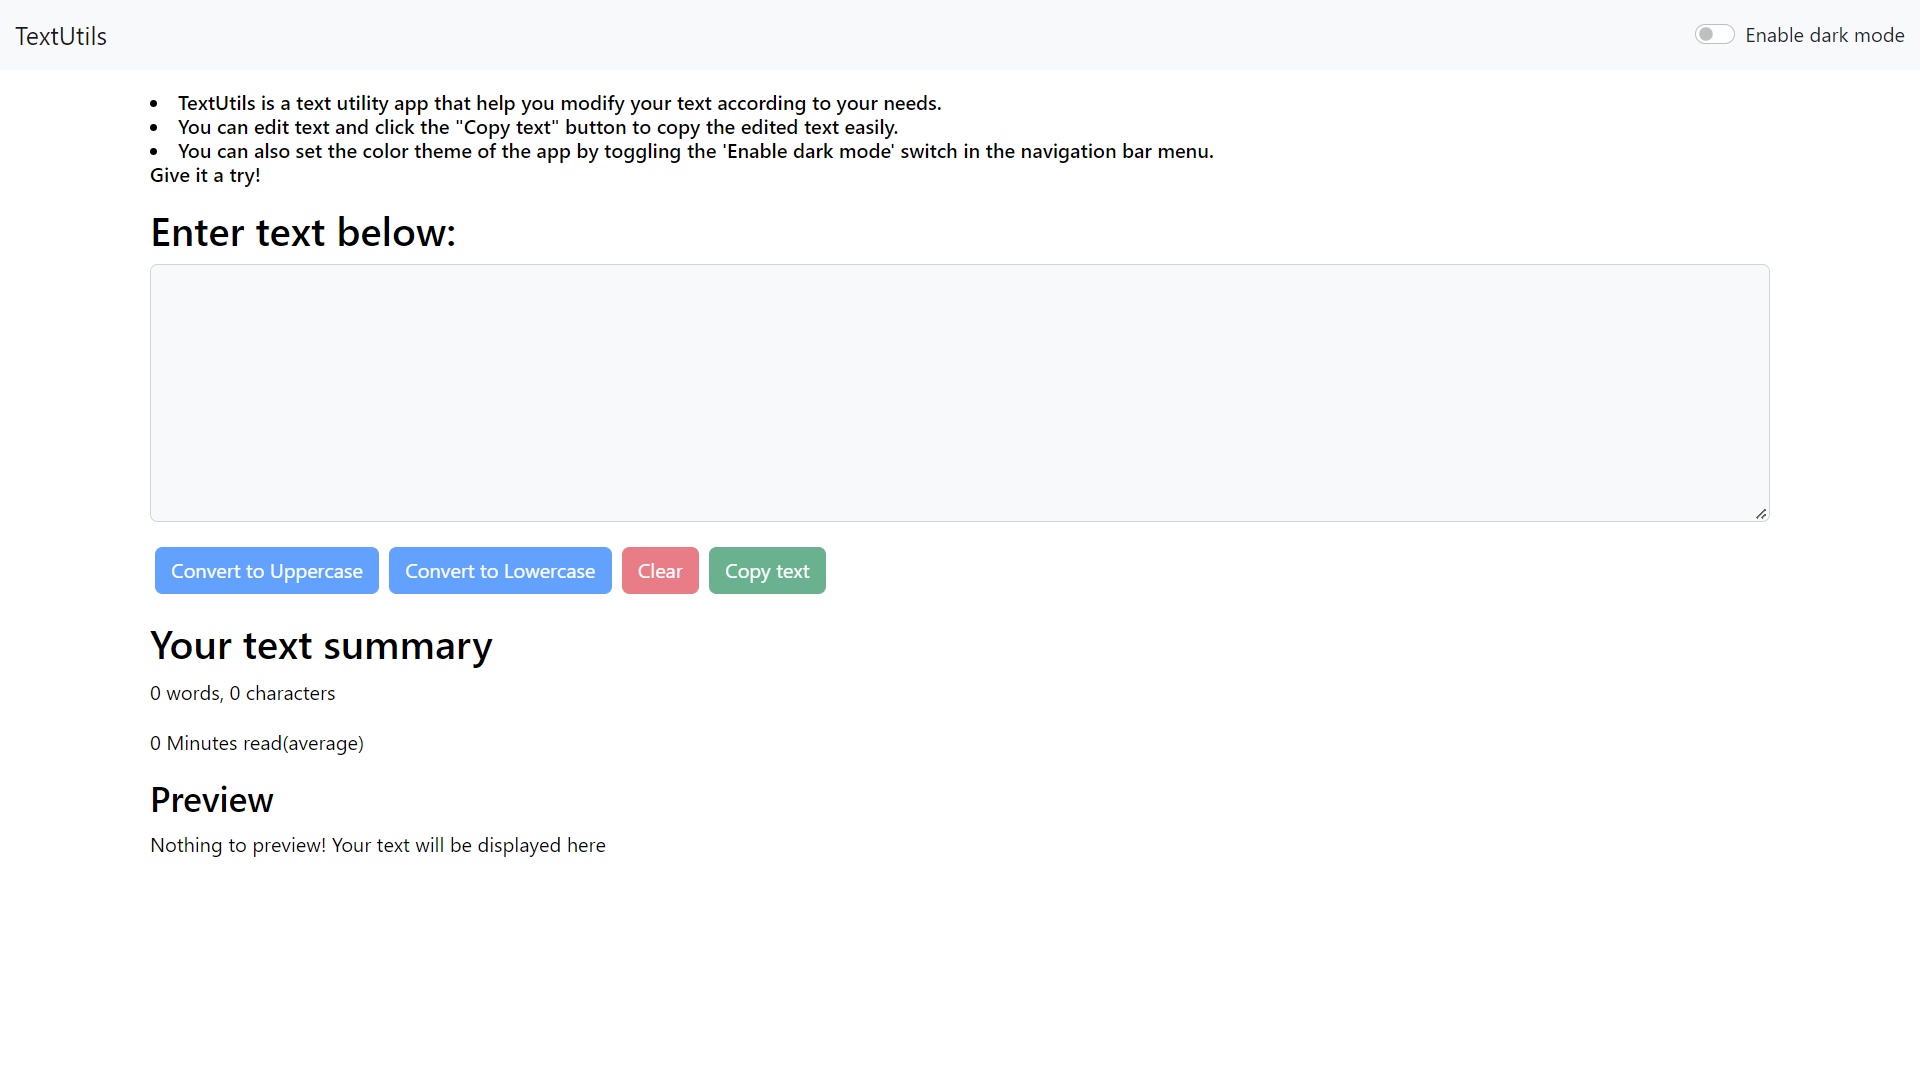 TextUtils
Enable dark mode
• TextUtils is a text utility app that help you modify your text according to your needs.
• You can edit text and click the "Copy text" button to copy the edited text easily.
• You can also set the color theme of the app by toggling the 'Enable dark mode' switch in the navigation bar menu.
Give it a try!
Enter text below:
Convert to Uppercase
Convert to Lowercase
Clear
Copy text
Your text summary
0 words, 0 characters
0 Minutes read(average)
Preview
Nothing to preview! Your text will be displayed here